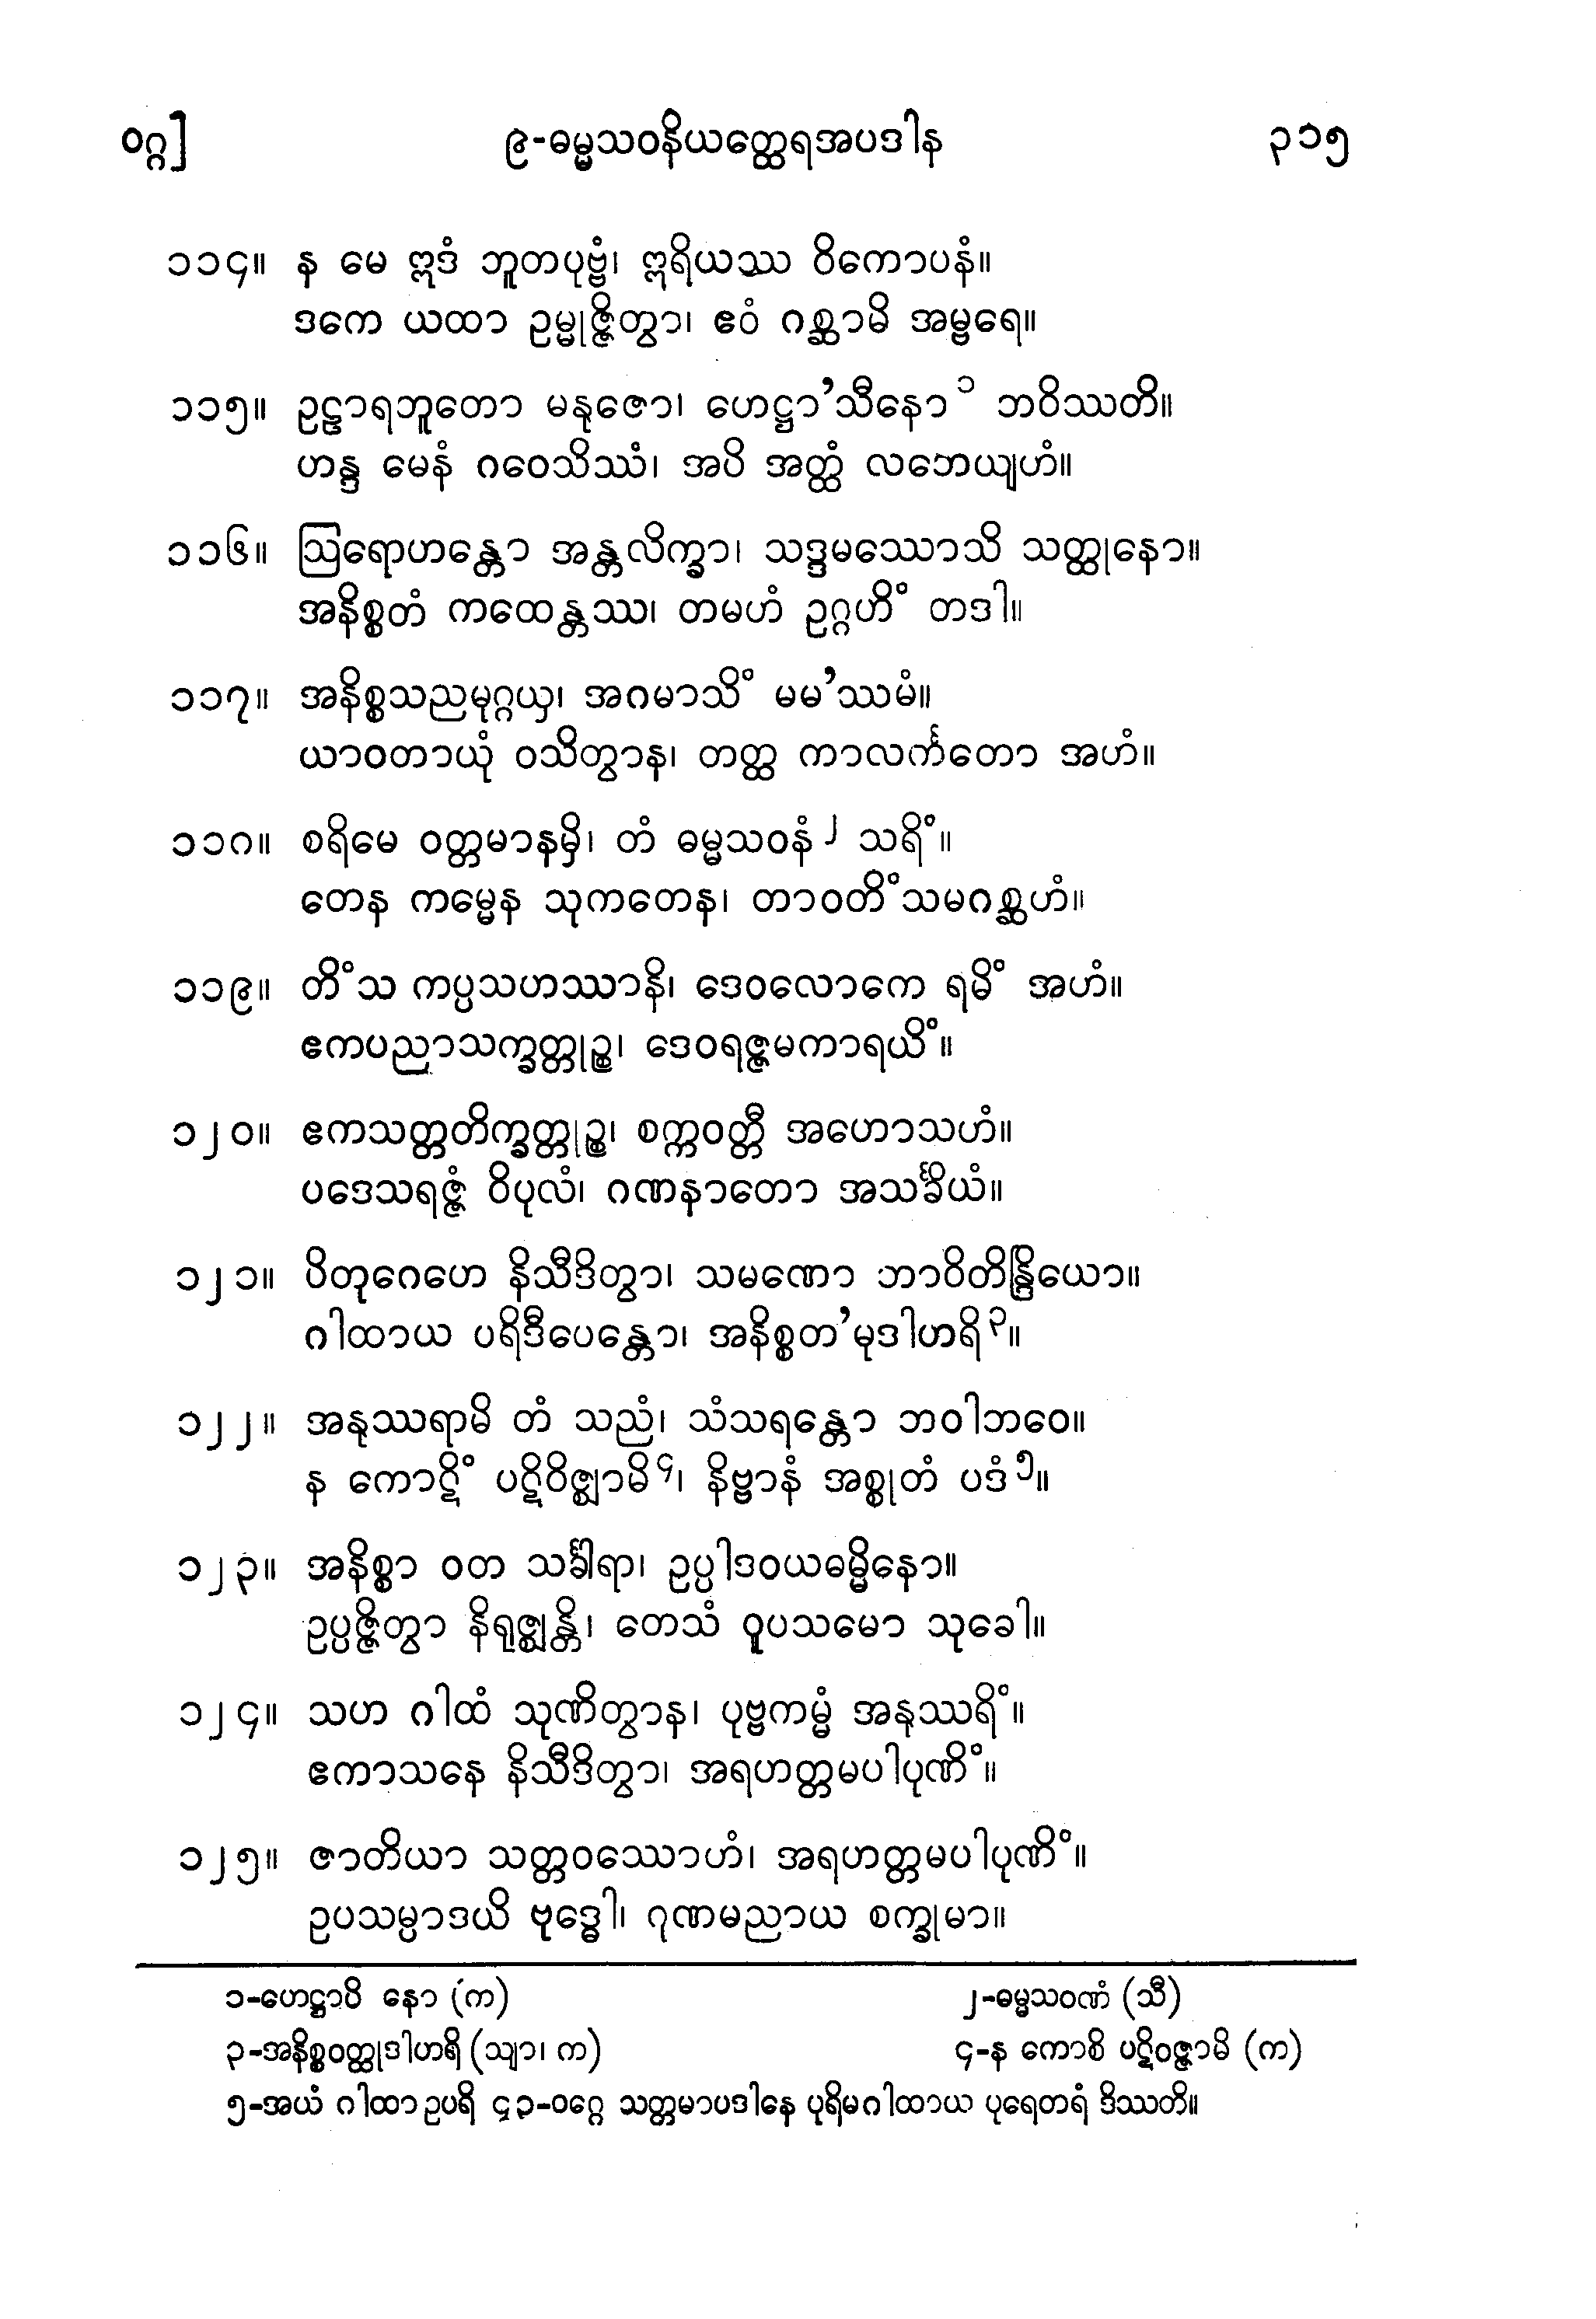 ဝဂ္ဂ] ၉-ဓမ္မသဝနိယတ္ထေရအပဒါန ၃၁၅
၁၁၄။ န မေ ဣဒံ ဘူတပုဗ္ဗံ၊ ဣရိယဿ ဝိကောပနံ။
ဒကေ ယထာ ဥမ္မုဇ္ဇိတွာ၊ ဧဝံ ဂစ္ဆာမိ အမ္ဗရေ။
၁၁၅။ ဥဠာရဘူတော မနုဇော၊ ဟေဋ္ဌာ’သီနော၁ ဘဝိဿတိ။
ဟန္ဒ မေနံ ဂဝေသိဿံ၊ အပိ အတ္ထံ လဘေယျဟံ။
၁၁၆။ ဩရောဟန္တော အန္တလိက္ခာ၊ သဒ္ဒမဿောသိ သတ္ထုနော။
အနိစ္စတံ ကထေန္တဿ၊ တမဟံ ဥဂ္ဂဟိံ တဒါ။
၁၁၇။ အနိစ္စသညမုဂ္ဂယှ၊ အဂမာသိံ မမ’ဿမံ။
ယာဝတာယုံ ဝသိတွာန၊ တတ္ထ ကာလင်္ကတော အဟံ။
၁၁၈။ စရိမေ ဝတ္တမာနမှိ၊ တံ ဓမ္မသဝနံ၂ သရိံ။
တေန ကမ္မေန သုကတေန၊ တာဝတိံသမဂစ္ဆဟံ။
၁၁၉။ တိံသ ကပ္ပသဟဿာနိ၊ ဒေဝလောကေ ရမိံ အဟံ။
ဧကပညာသက္ခတ္တုဉ္စ၊ ဒေဝရဇ္ဇမကာရယိံ။
၁၂၀။ ဧကသတ္တတိက္ခတ္တုဉ္စ၊ စက္ကဝတ္တီ အဟောသဟံ။
ပဒေသရဇ္ဇံ ဝိပုလံ၊ ဂဏနာတော အသင်္ခိယံ။
၁၂၁။ ပိတုဂေဟေ နိသီဒိတွာ၊ သမဏော ဘာဝိတိန္ဒြိယော။
ဂါထာယ ပရိဒီပေန္တော၊ အနိစ္စတ’မုဒါဟရိ၃။
၁၂၂။ အနုဿရာမိ တံ သညံ၊ သံသရန္တော ဘဝါဘဝေ။
န ကောဋိံ ပဋိဝိဇ္ဈာမိ၄၊ နိဗ္ဗာနံ အစ္စုတံ ပဒံ၅။
၁၂၃။ အနိစ္စာ ဝတ သင်္ခါရာ၊ ဥပ္ပါဒဝယဓမ္မိနော။
ဥပ္ပဇ္ဇိတွာ နိရုဇ္ဈန္တိ၊ တေသံ ဝူပသမော သုခေါ။
၁၂၄။ သဟ ဂါထံ သုဏိတွာန၊ ပုဗ္ဗကမ္မံ အနုဿရိံ။
ဧကာသနေ နိသီဒိတွာ၊ အရဟတ္တမပါပုဏိံ။
၁၂၅။ ဇာတိယာ သတ္တဝဿောဟံ၊ အရဟတ္တမပါပုဏိံ။
ဥပသမ္ပာဒယိ ဗုဒ္ဓေါ၊ ဂုဏမညာယ စက္ခုမာ။
၁-ဟေဋ္ဌာပိ နော (က) ၂-ဓမ္မသဝဏံ (သီ)
၃-အနိစ္စဝတ္ထုဒါဟရိ (သျာ၊ က) ၄-န ကောစိ ပဋိဝဇ္ဇာမိ (က)
၅-အယံ ဂါထာ ဥပရိ ၄၃-ဝဂ္ဂေ သတ္တမာပဒါနေ ပုရိမဂါထာယ ပုရေတရံ ဒိဿတိ။